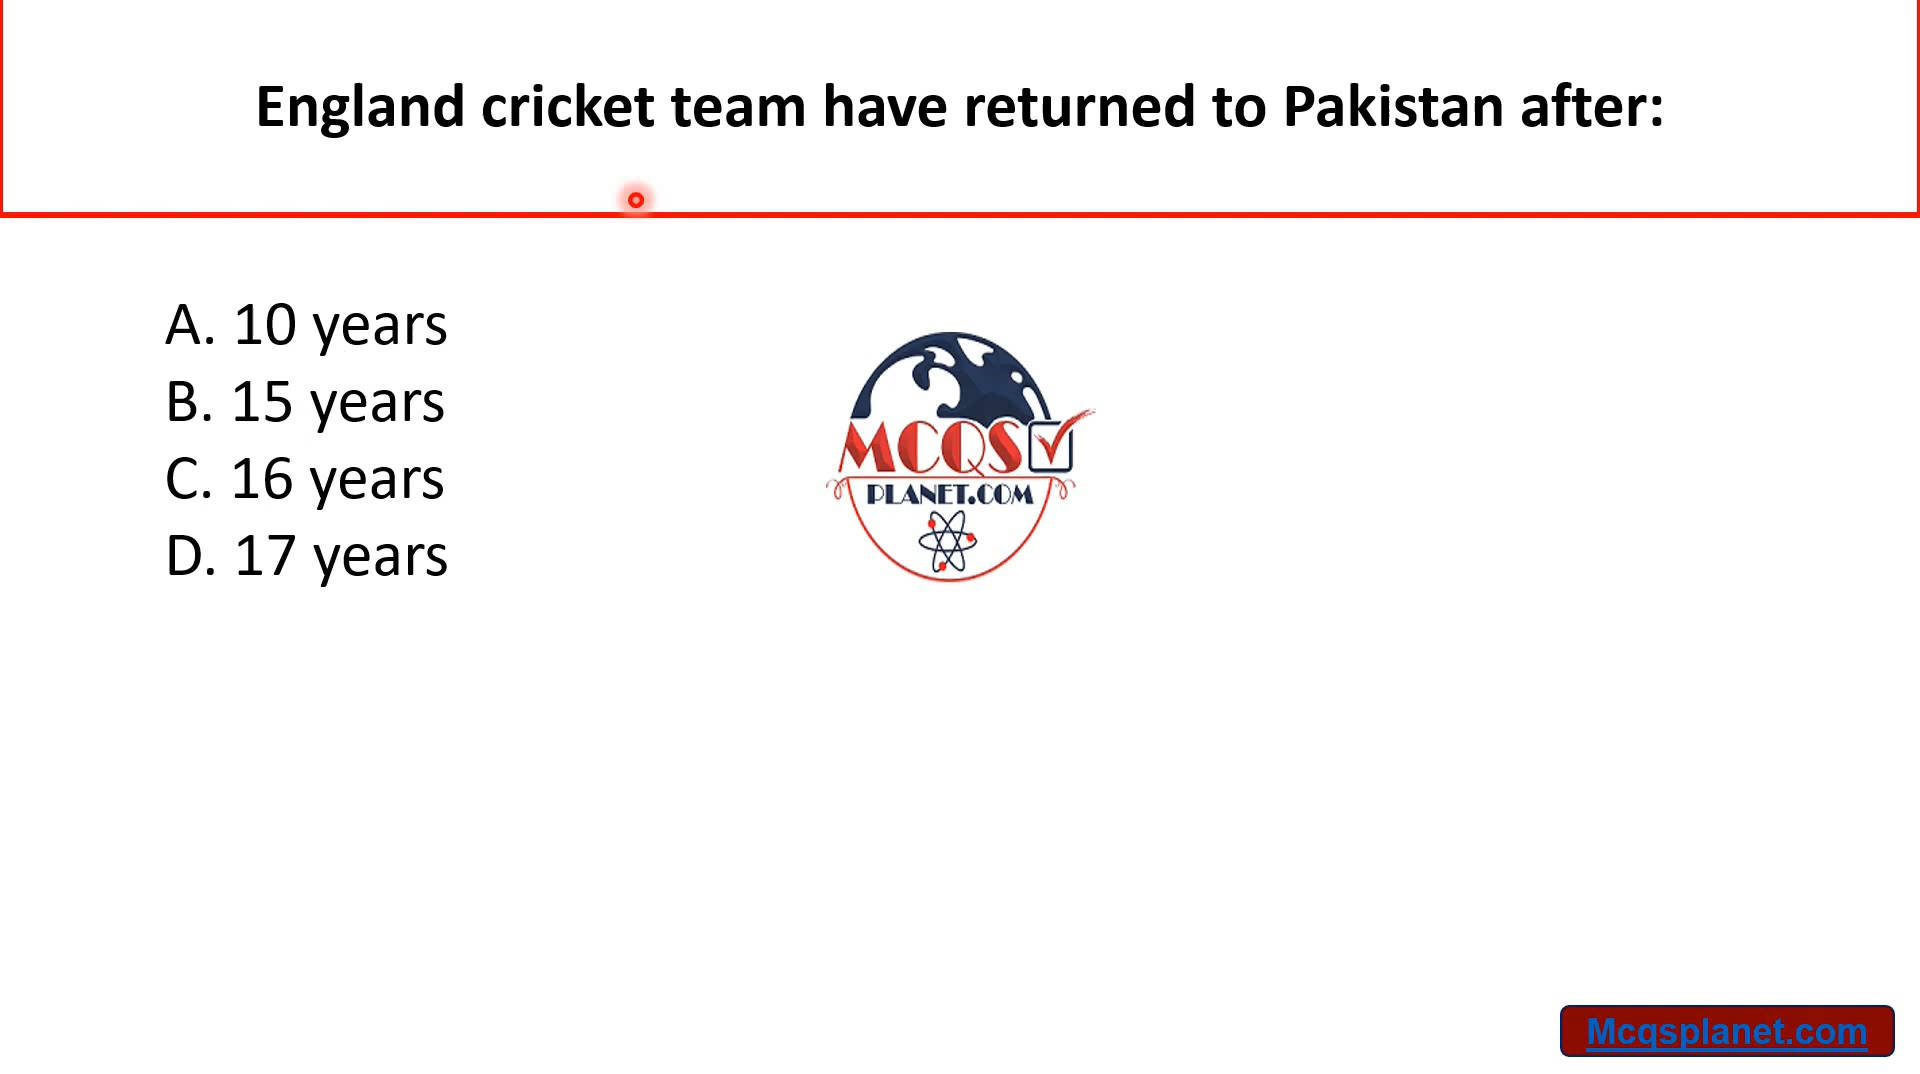 England cricket team have returned to Pakistan after:
A. 10 years
B. 15 years
C. 16 years
D. 17 years
MCQS
PLANET.COM
Mcqsplanet.com